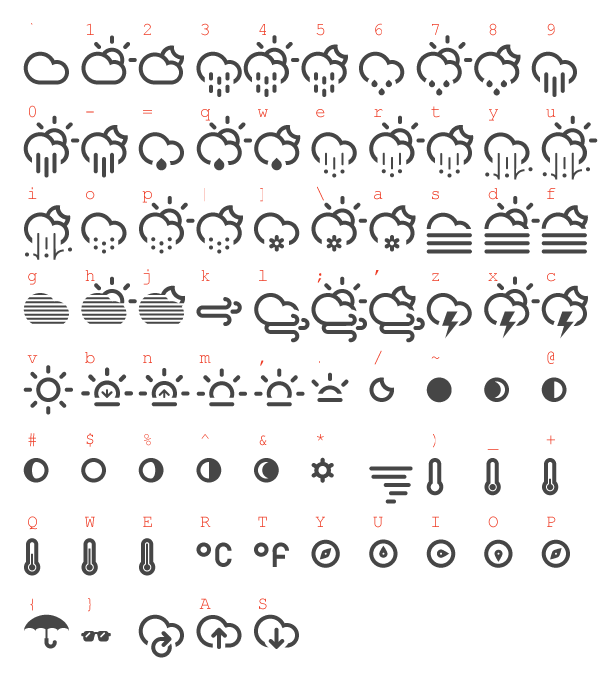 ` 1 2 3 4 5 6 7 8 9
0 - = q w e r t y u
i o p | ] \ a s d f
g h j k l ; ' z x c
v b n m , . / ~ @
# $ % ^ & * ) _ +
Q W E R T Y U I O P
°C °F
{ } A S